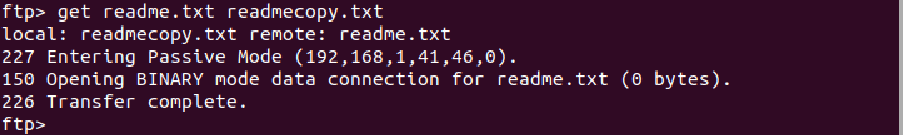 ftp> get readme.txt readmecopy.txt
local: readmecopy.txt remote: readme.txt
227 Entering Passive Mode (192,168,1,41,46,0).
150 Opening BINARY mode data connection for readme.txt (0 bytes).
226 Transfer complete.
ftp>